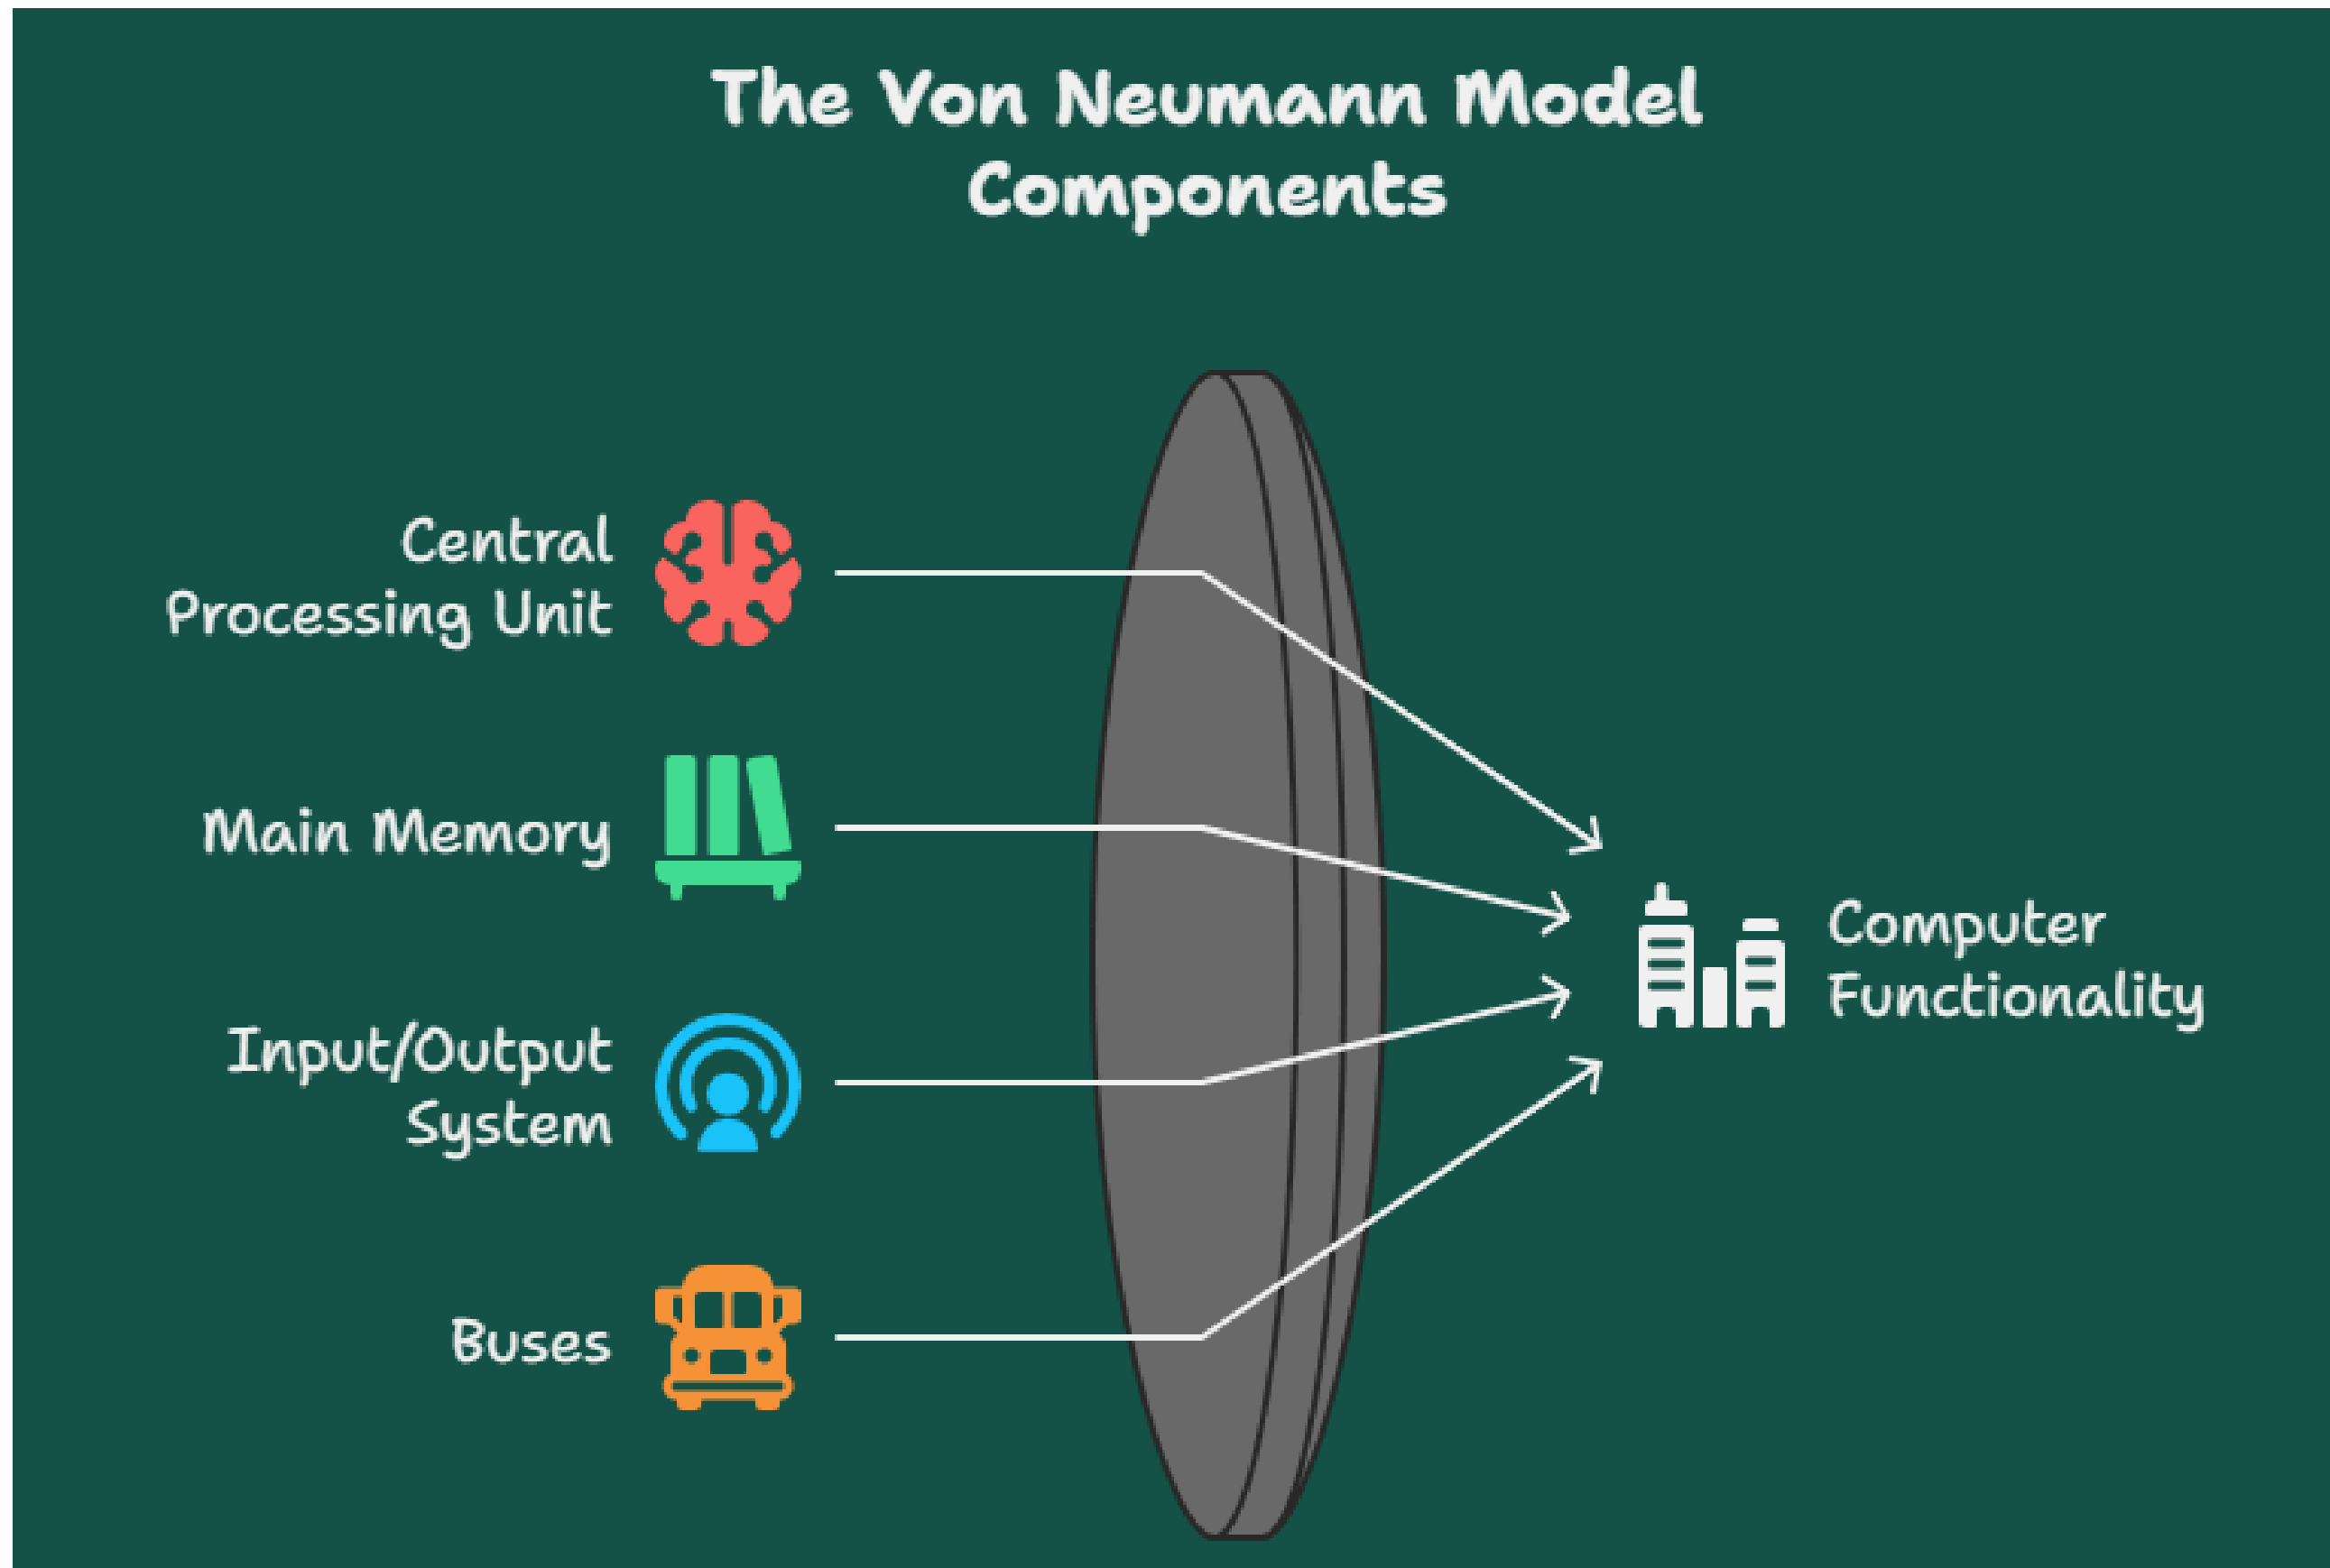 The Von Neumann Model
Components
Central
Processing Unit
Main Memory
Input/Output
System
Buses
Computer
Functionality